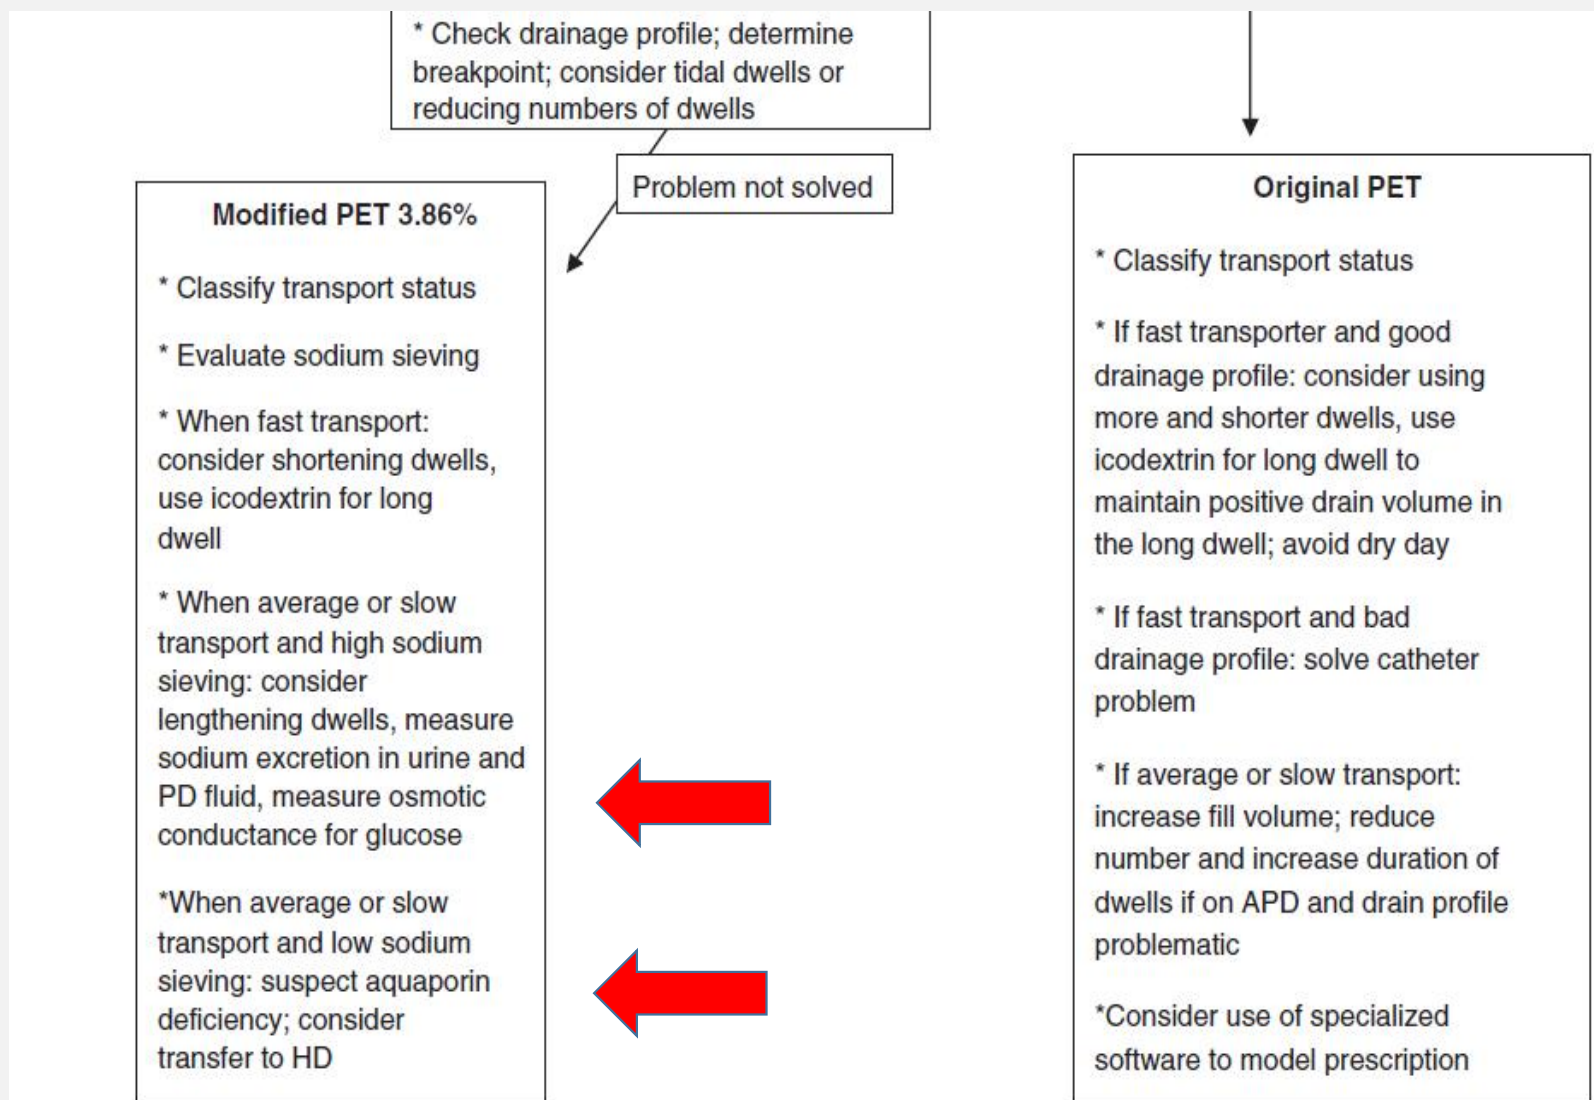 * Check drainage profile; determine
breakpoint; consider tidal dwells or
reducing numbers of dwells
Problem not solved
Modified PET 3.86%
* Classify transport status
* Evaluate sodium sieving
* When fast transport:
consider shortening dwells,
use icodextrin for long
dwell
* When average or slow
transport and high sodium
sieving: consider
lengthening dwells, measure
sodium excretion in urine and
PD fluid, measure osmotic
conductance for glucose
*When average or slow
transport and low sodium
sieving: suspect aquaporin
deficiency; consider
transfer to HD
Original PET
* Classify transport status
* If fast transporter and good
drainage profile: consider using
more and shorter dwells, use
icodextrin for long dwell to
maintain positive drain volume in
the long dwell; avoid dry day
* If fast transport and bad
drainage profile: solve catheter
problem
* If average or slow transport:
increase fill volume; reduce
number and increase duration of
dwells if on APD and drain profile
problematic
*Consider use of specialized
software to model prescription